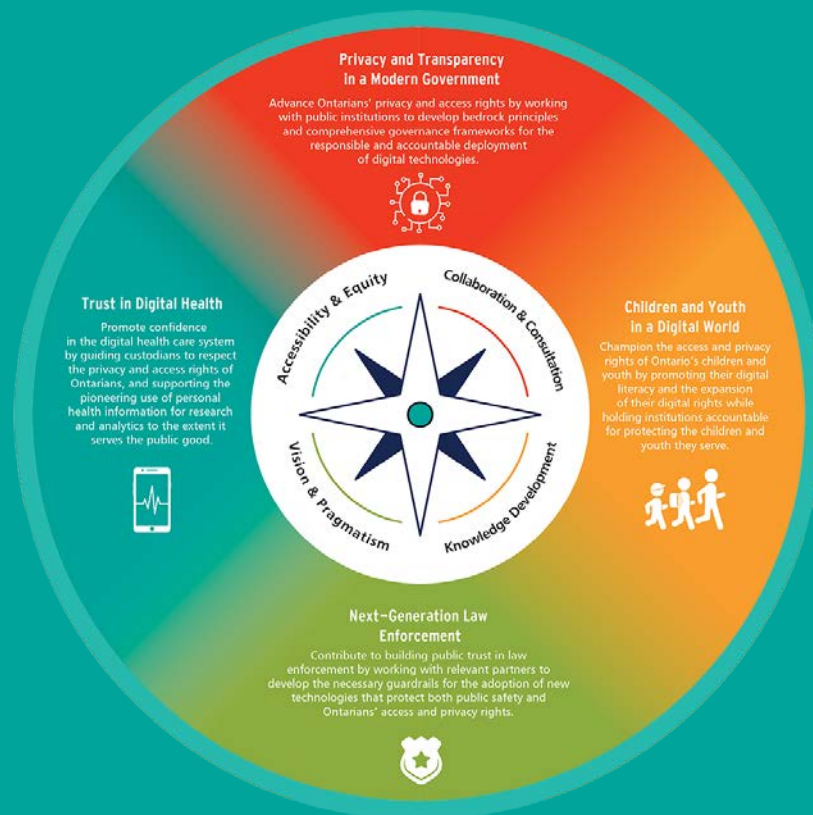 Privacy and Transparency
in a Modern Government
Advance Ontarians' privacy and access rights by working
with public institutions to develop bedrock principles
and comprehensive governance frameworks for the
responsible and accountable deployment
of digital technologies.
Accessibility & Equity
Collaboration & Consultation
Trust in Digital Health
Promote confidence
in the digital health care system
by guiding custodians to respect
the privacy and access rights of
Ontarians, and supporting the
pioneering use of personal
health information for research
and analytics to the extent it
serves the public good.
Children and Youth
in a Digital World
Champion the access and privacy
rights of Ontario's children and
youth by promoting their digital
literacy and the expansion
of their digital rights while
holding institutions accountable
for protecting the children and
youth they serve.
Vision & Pragmatism
Knowledge Development
Next-Generation Law
Enforcement
Contribute to building public trust in law
enforcement by working with relevant partners to
develop the necessary guardrails for the adoption of new
technologies that protect both public safety and
Ontarians' access and privacy rights.